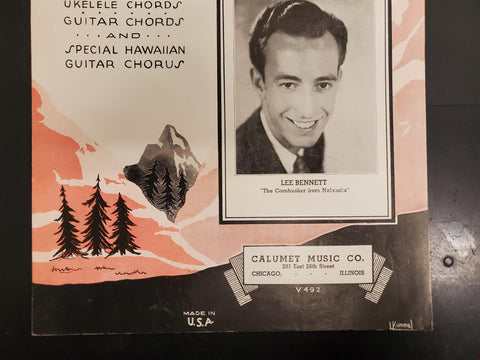 UKELELE CHORDS
GUITAR CHORDS
AND
SPECIAL HAWAIIAN
GUITAR CHORUS
LEE BENNETT
"The Cornhusker from Nebraska"
CALUMET MUSIC CO.
201 East 26th Street
CHICAGO, · · · ILLINOIS
V492
MADE IN
U.S.A.